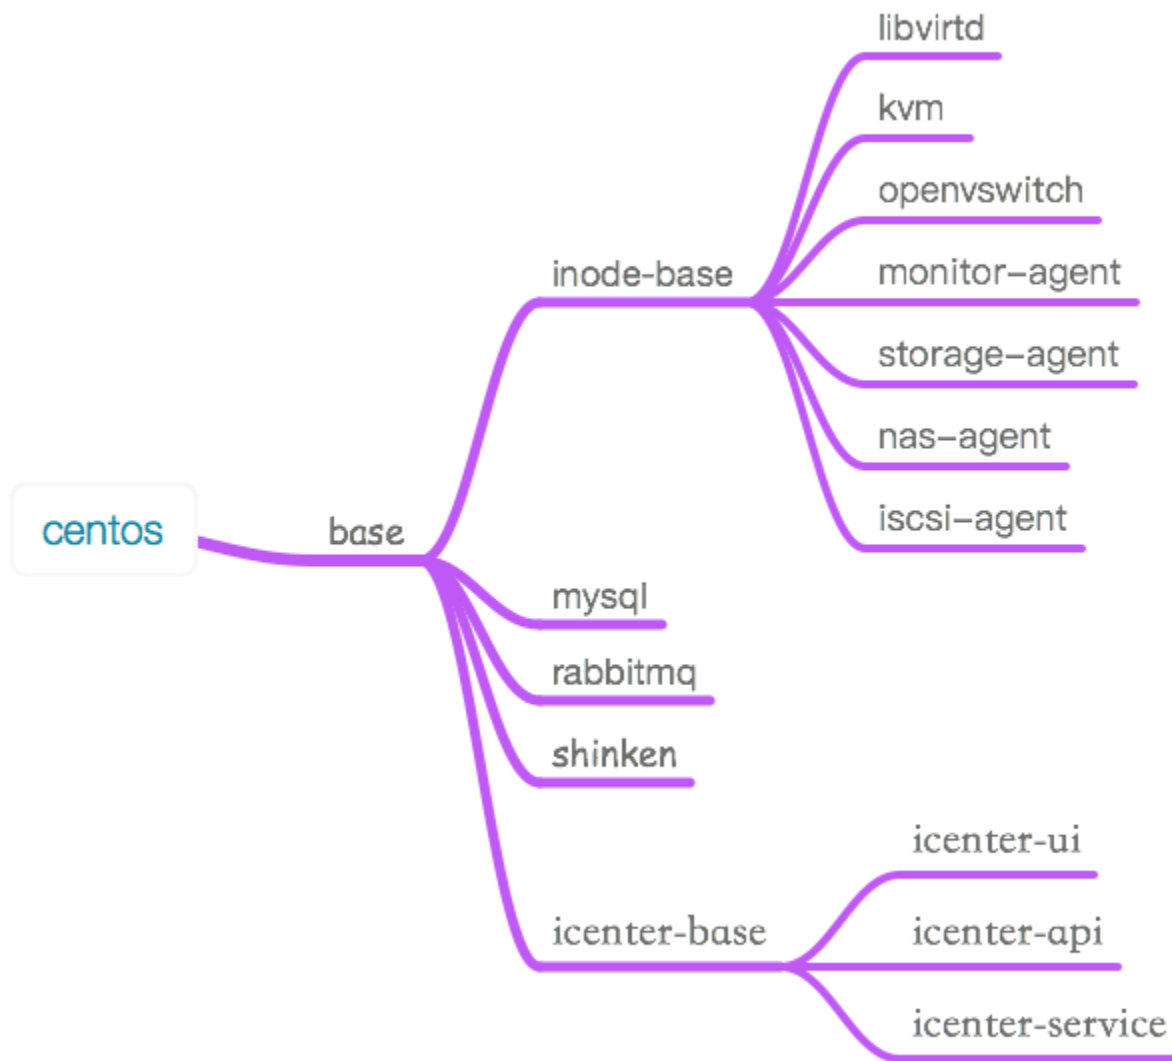 libvirtd
kvm
openvswitch
inode-base
monitor-agent
storage-agent
nas-agent
iscsi-agent
centos
base
mysql
rabbitmq
shinken
icenter-ui
icenter-base
icenter-api
icenter-service